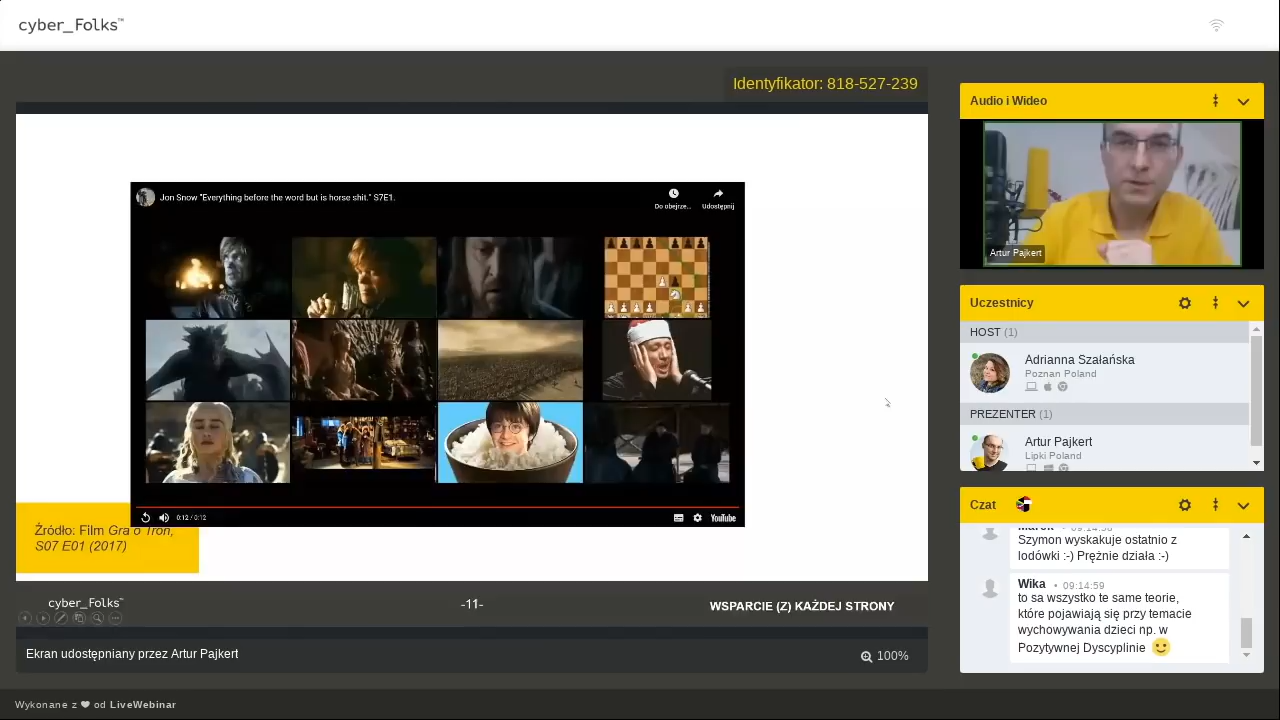 cyber_Folks™
Identyfikator: 818-527-239
Jon Snow "Everything before the word but is horse shit." S7E1.
Do obejrze...
Udostępnij
0:12 / 0:12
YouTube
Źródło: Film Gra o Tron,
S07 E01 (2017)
cyber_Folks™
-11-
WSPARCIE (Z) KAŻDEJ STRONY
Ekran udostępniany przez Artur Pajkert
100%
Wykonane z od LiveWebinar
Audio i Wideo
Artur Pajkert
Uczestnicy
HOST (1)
Adrianna Szałańska
Poznan Poland
PREZENTER (1)
Artur Pajkert
Lipki Poland
Czat
Marek • 09:14:58
Szymon wyskakuje ostatnio z
lodówki :-) Prężnie działa :-)
Wika • 09:14:59
to sa wszystko te same teorie,
które pojawiają się przy temacie
wychowywania dzieci np. w
Pozytywnej Dyscyplinie